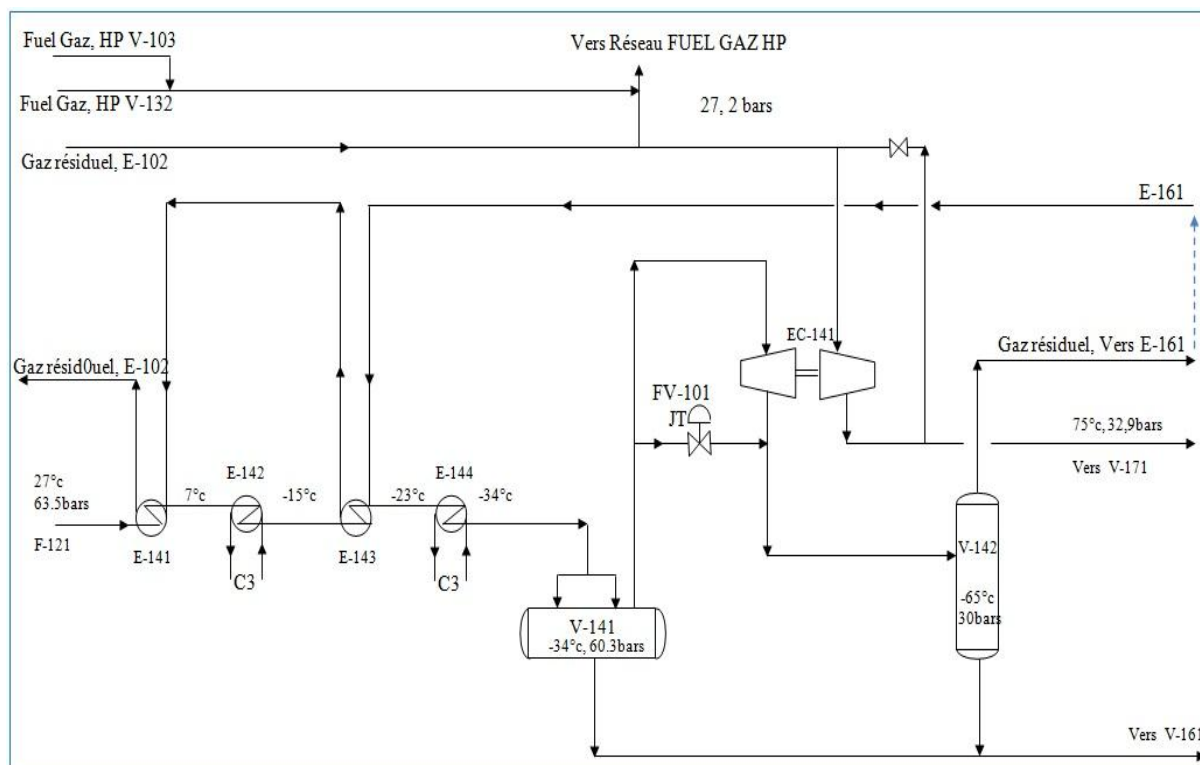 Fuel Gaz, HP V-103
Vers Réseau FUEL GAZ HP
Fuel Gaz, HP V-132
27, 2 bars
Gaz résiduel, E-102
E-161
EC-141
Gaz résiduel, Vers E-161
Gaz résid0uel, E-102
FV-101
JT
75°c, 32,9bars
Vers V-171
27°c
63.5bars
F-121
E-141
7°c
E-142
C3
-15°c
E-143
-23°c
E-144
C3
-34°c
V-142
-65°c
30bars
V-141
-34°c, 60.3bars
Vers V-161